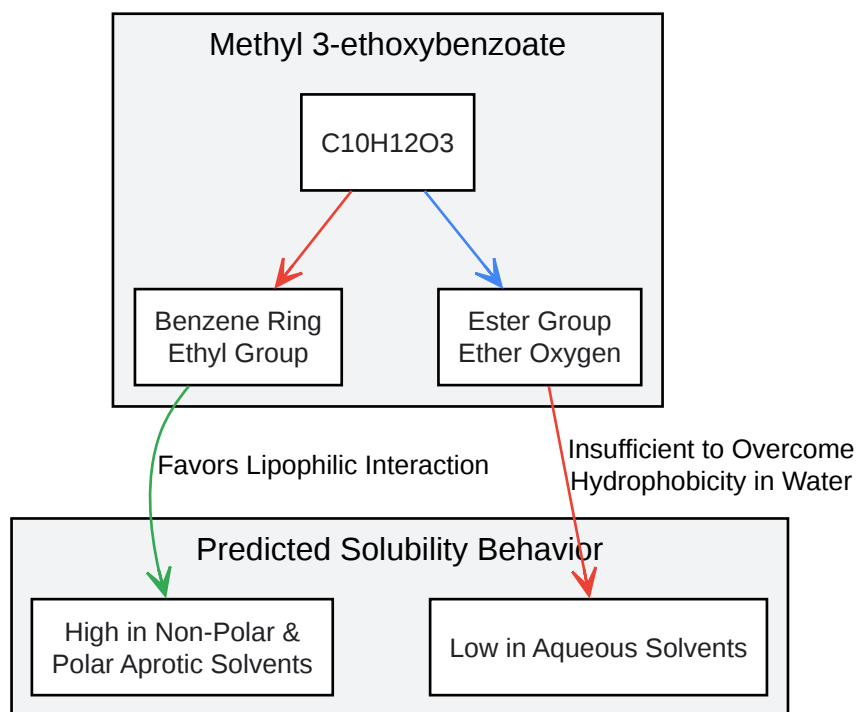 Methyl 3-ethoxybenzoate
C10H12O3
Benzene Ring
Ethyl Group
Ester Group
Ether Oxygen
Favors Lipophilic Interaction
Insufficient to Overcome
Hydrophobicity in Water
Predicted Solubility Behavior
High in Non-Polar &
Polar Aprotic Solvents
Low in Aqueous Solvents